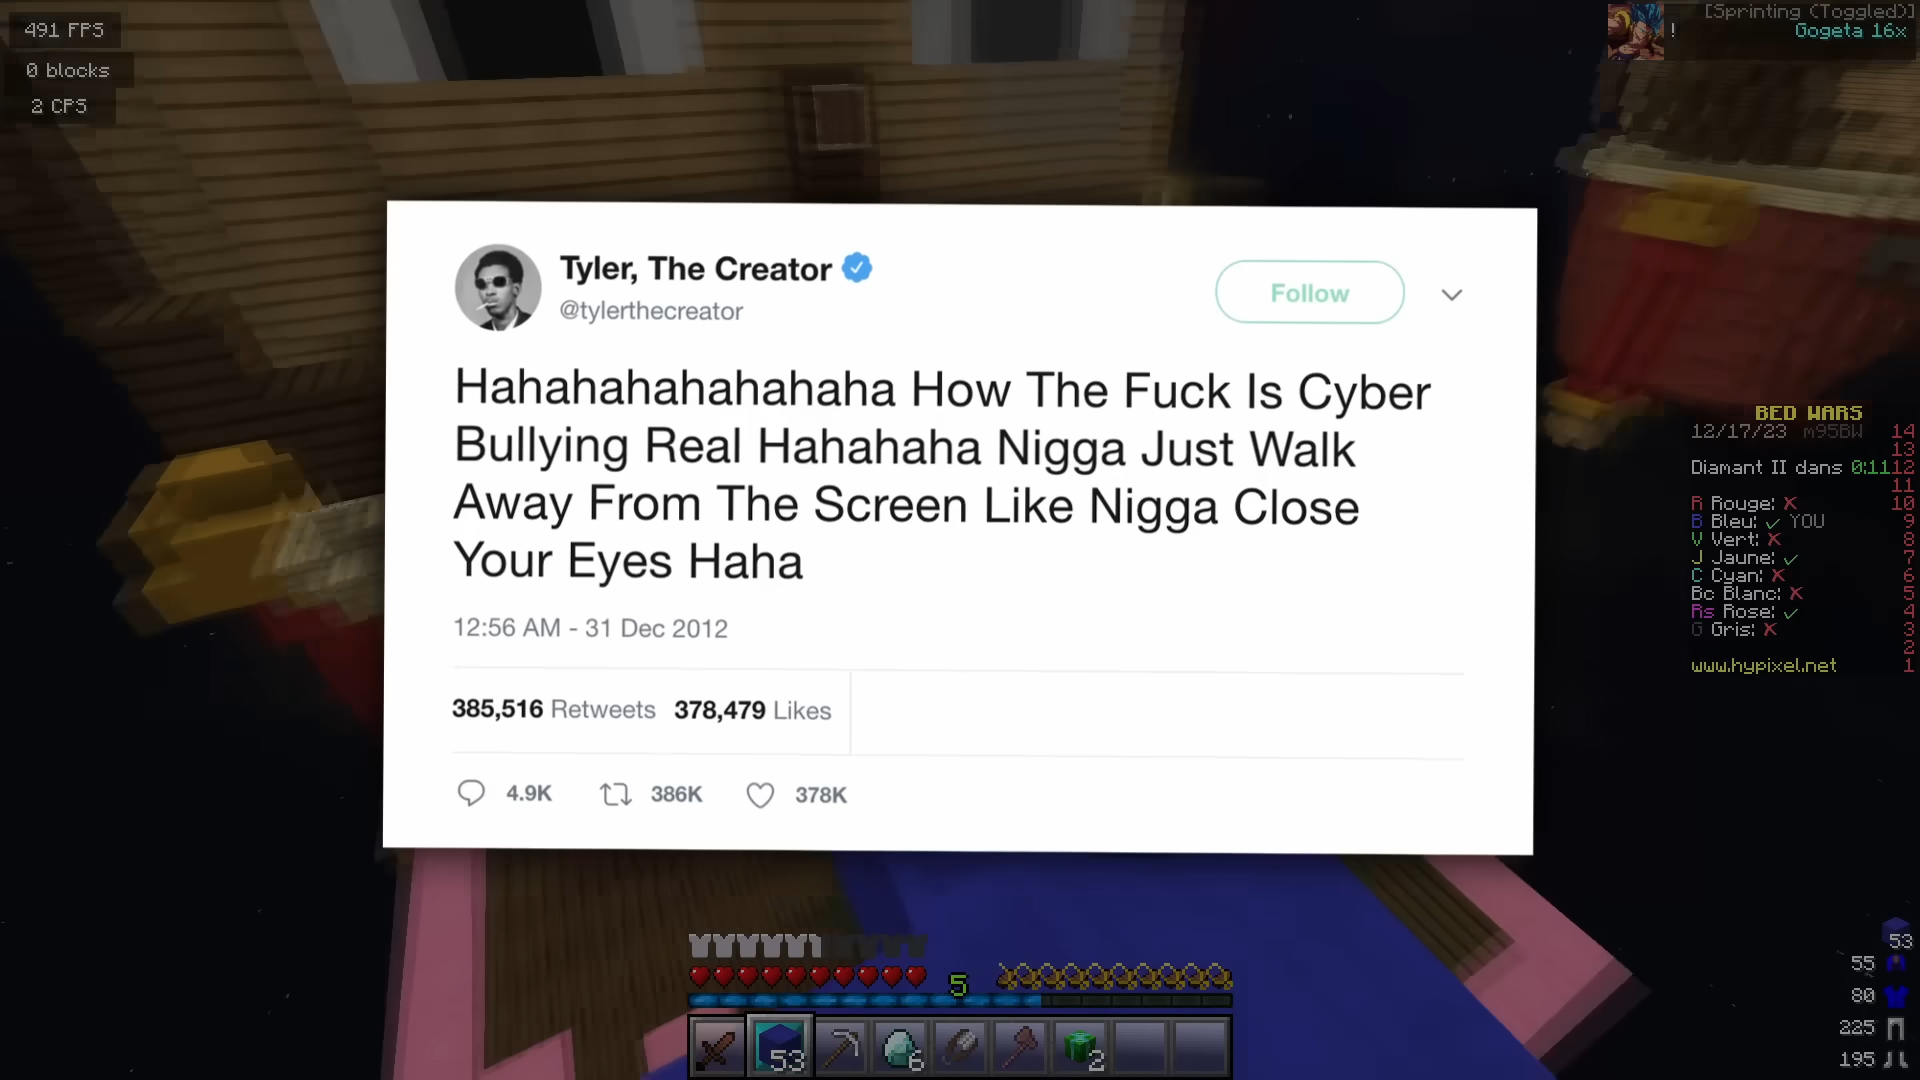 491 FPS
0 blocks
2 CPS
[Sprinting (Toggled)]
!
Gogeta 16x
Tyler, The Creator
@tylerthecreator
Follow
Hahahahahahahaha How The Fuck Is Cyber
Bullying Real Hahahaha Nigga Just Walk
Away From The Screen Like Nigga Close
Your Eyes Haha
12:56 AM - 31 Dec 2012
385,516 Retweets 378,479 Likes
4.9K 386K 378K
BED WARS
12/17/23 m95BW 14
13
Diamant II dans 0:11 12
11
R Rouge: ✗ 10
B Bleu: ✓ YOU 9
V Vert: ✗ 8
J Jaune: ✓ 7
C Cyan: ✗ 6
Bc Blanc: ✗ 5
Rs Rose: ✓ 4
G Gris: ✗ 3
2
www.hypixel.net 1
53
55
80
225
195
5
53 6 2